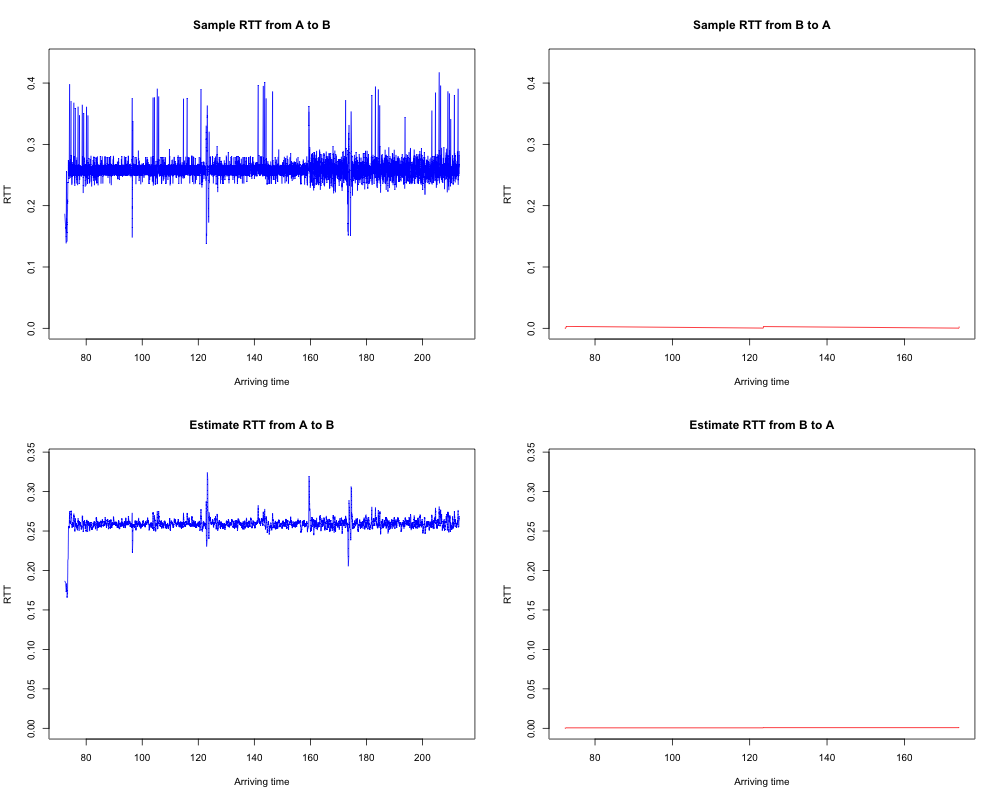 Sample RTT from A to B
RTT
0.0 0.1 0.2 0.3 0.4
80 100 120 140 160 180 200
Arriving time
Sample RTT from B to A
RTT
0.0 0.1 0.2 0.3 0.4
80 100 120 140 160
Arriving time
Estimate RTT from A to B
RTT
0.00 0.05 0.10 0.15 0.20 0.25 0.30 0.35
80 100 120 140 160 180 200
Arriving time
Estimate RTT from B to A
RTT
0.00 0.05 0.10 0.15 0.20 0.25 0.30 0.35
80 100 120 140 160
Arriving time